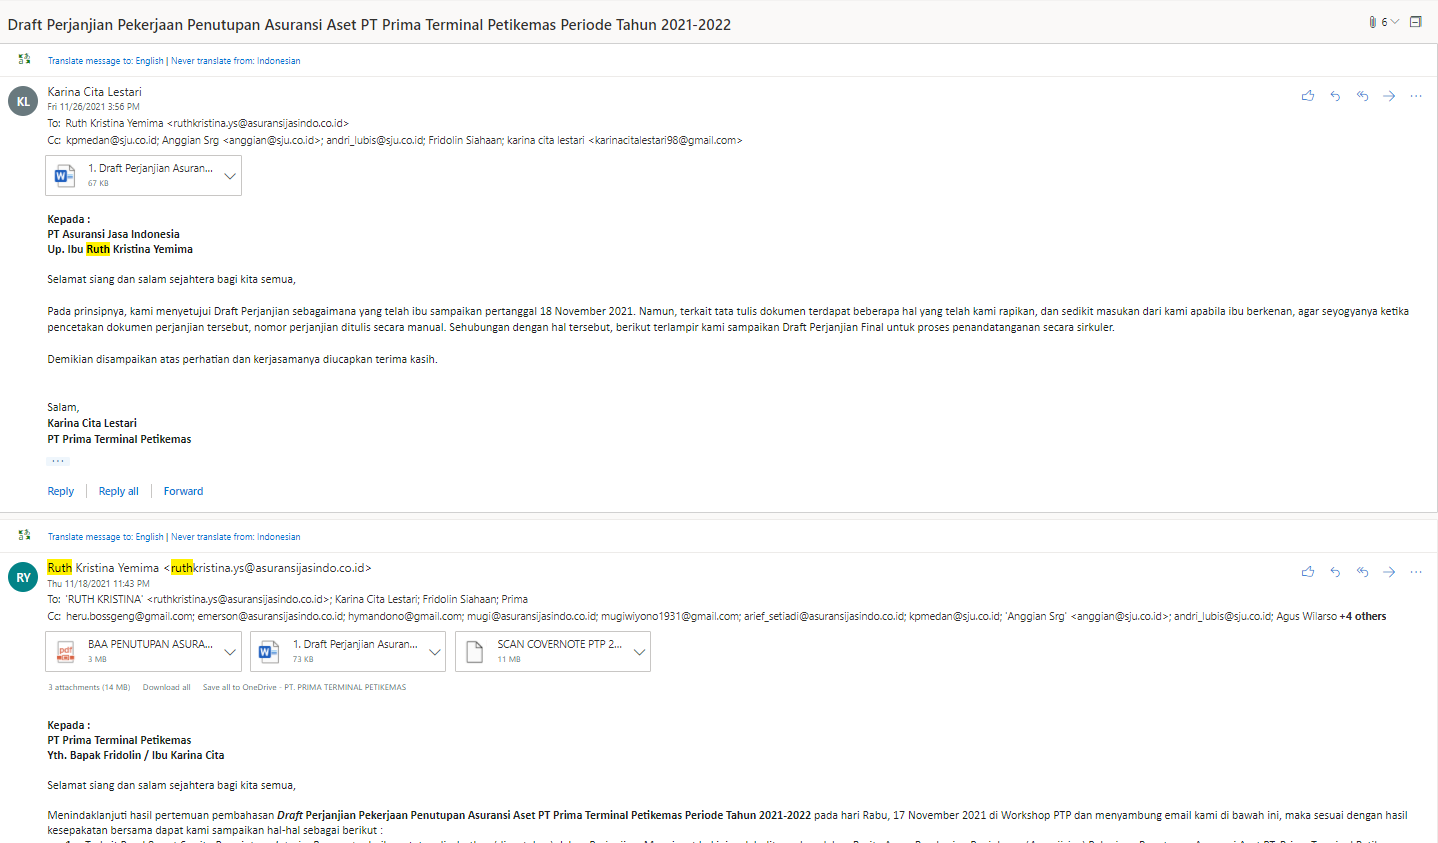 Draft Perjanjian Pekerjaan Penutupan Asuransi Aset PT Prima Terminal Petikemas Periode Tahun 2021-2022
6
Translate message to: English | Never translate from: Indonesian
KL
Karina Cita Lestari
Fri 11/26/2021 3:56 PM
To: Ruth Kristina Yemima <ruthkristina.ys@asuransijasindo.co.id>
Cc: kpmedan@sju.co.id; Anggian Srg <anggian@sju.co.id>; andri_lubis@sju.co.id; Fridolin Siahaan; karina cita lestari <karinacitalestari98@gmail.com>
1. Draft Perjanjian Asuran...
67 KB
Kepada :
PT Asuransi Jasa Indonesia
Up. Ibu Ruth Kristina Yemima
Selamat siang dan salam sejahtera bagi kita semua,
Pada prinsipnya, kami menyetujui Draft Perjanjian sebagaimana yang telah ibu sampaikan pertanggal 18 November 2021. Namun, terkait tata tulis dokumen terdapat beberapa hal yang telah kami rapikan, dan sedikit masukan dari kami apabila ibu berkenan, agar seyogyanya ketika
pencetakan dokumen perjanjian tersebut, nomor perjanjian ditulis secara manual. Sehubungan dengan hal tersebut, berikut terlampir kami sampaikan Draft Perjanjian Final untuk proses penandatanganan secara sirkuler.
Demikian disampaikan atas perhatian dan kerjasamanya diucapkan terima kasih.
Salam,
Karina Cita Lestari
PT Prima Terminal Petikemas
...
Reply Reply all Forward
Translate message to: English | Never translate from: Indonesian
RY
Ruth Kristina Yemima <ruthkristina.ys@asuransijasindo.co.id>
Thu 11/18/2021 11:43 PM
To: 'RUTH KRISTINA' <ruthkristina.ys@asuransijasindo.co.id>; Karina Cita Lestari; Fridolin Siahaan; Prima
Cc: heru.bossgeng@gmail.com; emerson@asuransijasindo.co.id; hymandono@gmail.com; mugi@asuransijasindo.co.id; mugiwiyono1931@gmail.com; arief_setiadi@asuransijasindo.co.id; kpmedan@sju.co.id; 'Anggian Srg' <anggian@sju.co.id>; andri_lubis@sju.co.id; Agus Wilarso +4 others
BAA PENUTUPAN ASURA... 1. Draft Perjanjian Asuran... SCAN COVERNOTE PTP 2...
3 MB 73 KB 11 MB
3 attachments (14 MB) Download all Save all to OneDrive - PT. PRIMA TERMINAL PETIKEMAS
Kepada :
PT Prima Terminal Petikemas
Yth. Bapak Fridolin / Ibu Karina Cita
Selamat siang dan salam sejahtera bagi kita semua,
Menindaklanjuti hasil pertemuan pembahasan Draft Perjanjian Pekerjaan Penutupan Asuransi Aset PT Prima Terminal Petikemas Periode Tahun 2021-2022 pada hari Rabu, 17 November 2021 di Workshop PTP dan menyambung email kami di bawah ini, maka sesuai dengan hasil
kesepakatan bersama dapat kami sampaikan hal-hal sebagai berikut :